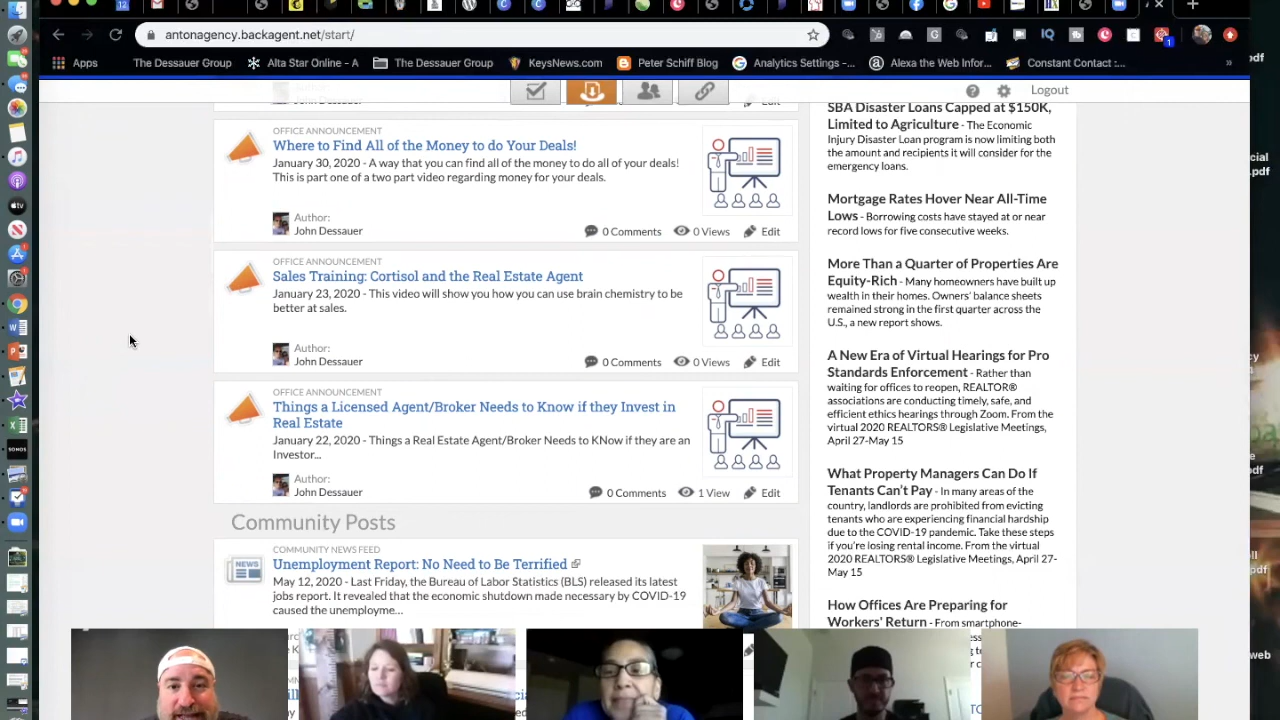 antonagency.backagent.net/start/
Apps The Dessauer Group Alta Star Online - A The Dessauer Group KeysNews.com Peter Schiff Blog Analytics Settings -... Alexa the Web Infor... Constant Contact :... »
Logout
John Dessauer Edit
OFFICE ANNOUNCEMENT
Where to Find All of the Money to do Your Deals!
January 30, 2020 - A way that you can find all of the money to do all of your deals!
This is part one of a two part video regarding money for your deals.
Author:
John Dessauer
0 Comments 0 Views Edit
OFFICE ANNOUNCEMENT
Sales Training: Cortisol and the Real Estate Agent
January 23, 2020 - This video will show you how you can use brain chemistry to be
better at sales.
Author:
John Dessauer
0 Comments 0 Views Edit
OFFICE ANNOUNCEMENT
Things a Licensed Agent/Broker Needs to Know if they Invest in
Real Estate
January 22, 2020 - Things a Real Estate Agent/Broker Needs to KNow if they are an
Investor...
Author:
John Dessauer
0 Comments 1 View Edit
Community Posts
COMMUNITY NEWS FEED
Unemployment Report: No Need to Be Terrified
May 12, 2020 - Last Friday, the Bureau of Labor Statistics (BLS) released its latest
jobs report. It revealed that the economic shutdown made necessary by COVID-19
caused the unemployme...
NEWS
SBA Disaster Loans Capped at $150K,
Limited to Agriculture - The Economic
Injury Disaster Loan program is now limiting both
the amount and recipients it will consider for the
emergency loans.
Mortgage Rates Hover Near All-Time
Lows - Borrowing costs have stayed at or near
record lows for five consecutive weeks.
More Than a Quarter of Properties Are
Equity-Rich - Many homeowners have built up
wealth in their homes. Owners' balance sheets
remained strong in the first quarter across the
U.S., a new report shows.
A New Era of Virtual Hearings for Pro
Standards Enforcement - Rather than
waiting for offices to reopen, REALTOR®
associations are conducting timely, safe, and
efficient ethics hearings through Zoom. From the
virtual 2020 REALTORS® Legislative Meetings,
April 27-May 15
What Property Managers Can Do If
Tenants Can't Pay - In many areas of the
country, landlords are prohibited from evicting
tenants who are experiencing financial hardship
due to the COVID-19 pandemic. Take these steps
if you're losing rental income. From the virtual
2020 REALTORS® Legislative Meetings, April 27-
May 15
How Offices Are Preparing for
Workers' Return - From smartphone-